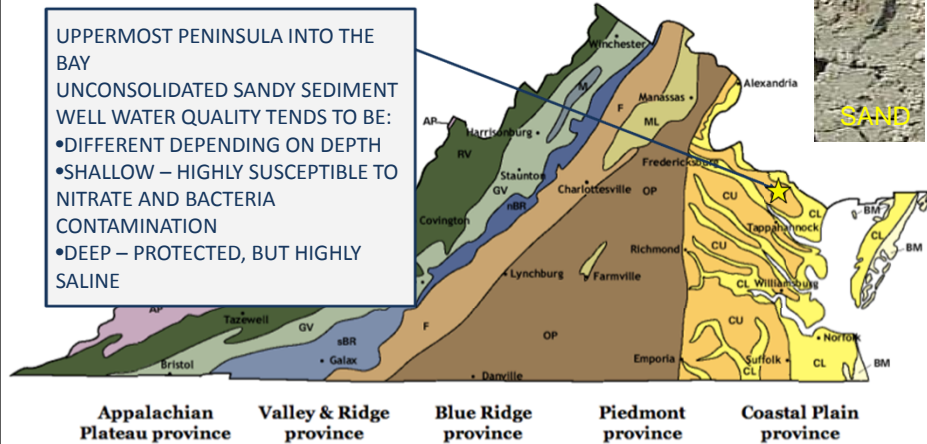 UPPERMOST PENINSULA INTO THE
BAY
UNCONSOLIDATED SANDY SEDIMENT
WELL WATER QUALITY TENDS TO BE:
•DIFFERENT DEPENDING ON DEPTH
•SHALLOW – HIGHLY SUSCEPTIBLE TO
NITRATE AND BACTERIA
CONTAMINATION
•DEEP – PROTECTED, BUT HIGHLY
SALINE
SAND
Winchester
Alexandria
M
Manassas
F
AP
Harrisonburg
ML
RV
Fredericksburg
Staunton
GV
Charlottesville
OP
nBR
CU
CL
BM
Covington
Tappahannock
CL
Richmond
CU
BM
Lynchburg
Farmville
CL
Williamsburg
AP
Tazewell
GV
F
CU
sBR
OP
Norfolk
Bristol
Galax
Emporia
Suffolk
CL
BM
CL
Danville
Appalachian
Plateau province
Valley & Ridge
province
Blue Ridge
province
Piedmont
province
Coastal Plain
province